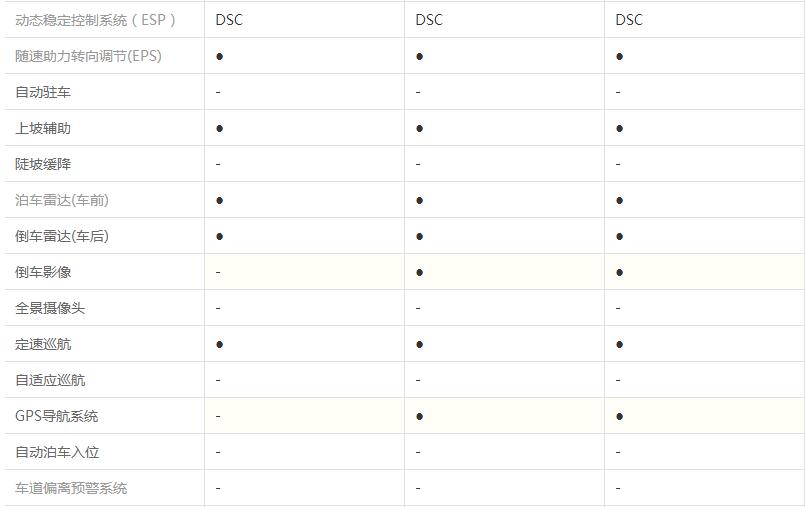 动态稳定控制系统（ESP） DSC DSC DSC
随速助力转向调节(EPS) ● ● ●
自动驻车 - - -
上坡辅助 ● ● ●
陡坡缓降 - - -
泊车雷达(车前) ● ● ●
倒车雷达(车后) ● ● ●
倒车影像 - ● ●
全景摄像头 - - -
定速巡航 ● ● ●
自适应巡航 - - -
GPS导航系统 - ● ●
自动泊车入位 - - -
车道偏离预警系统 - - -